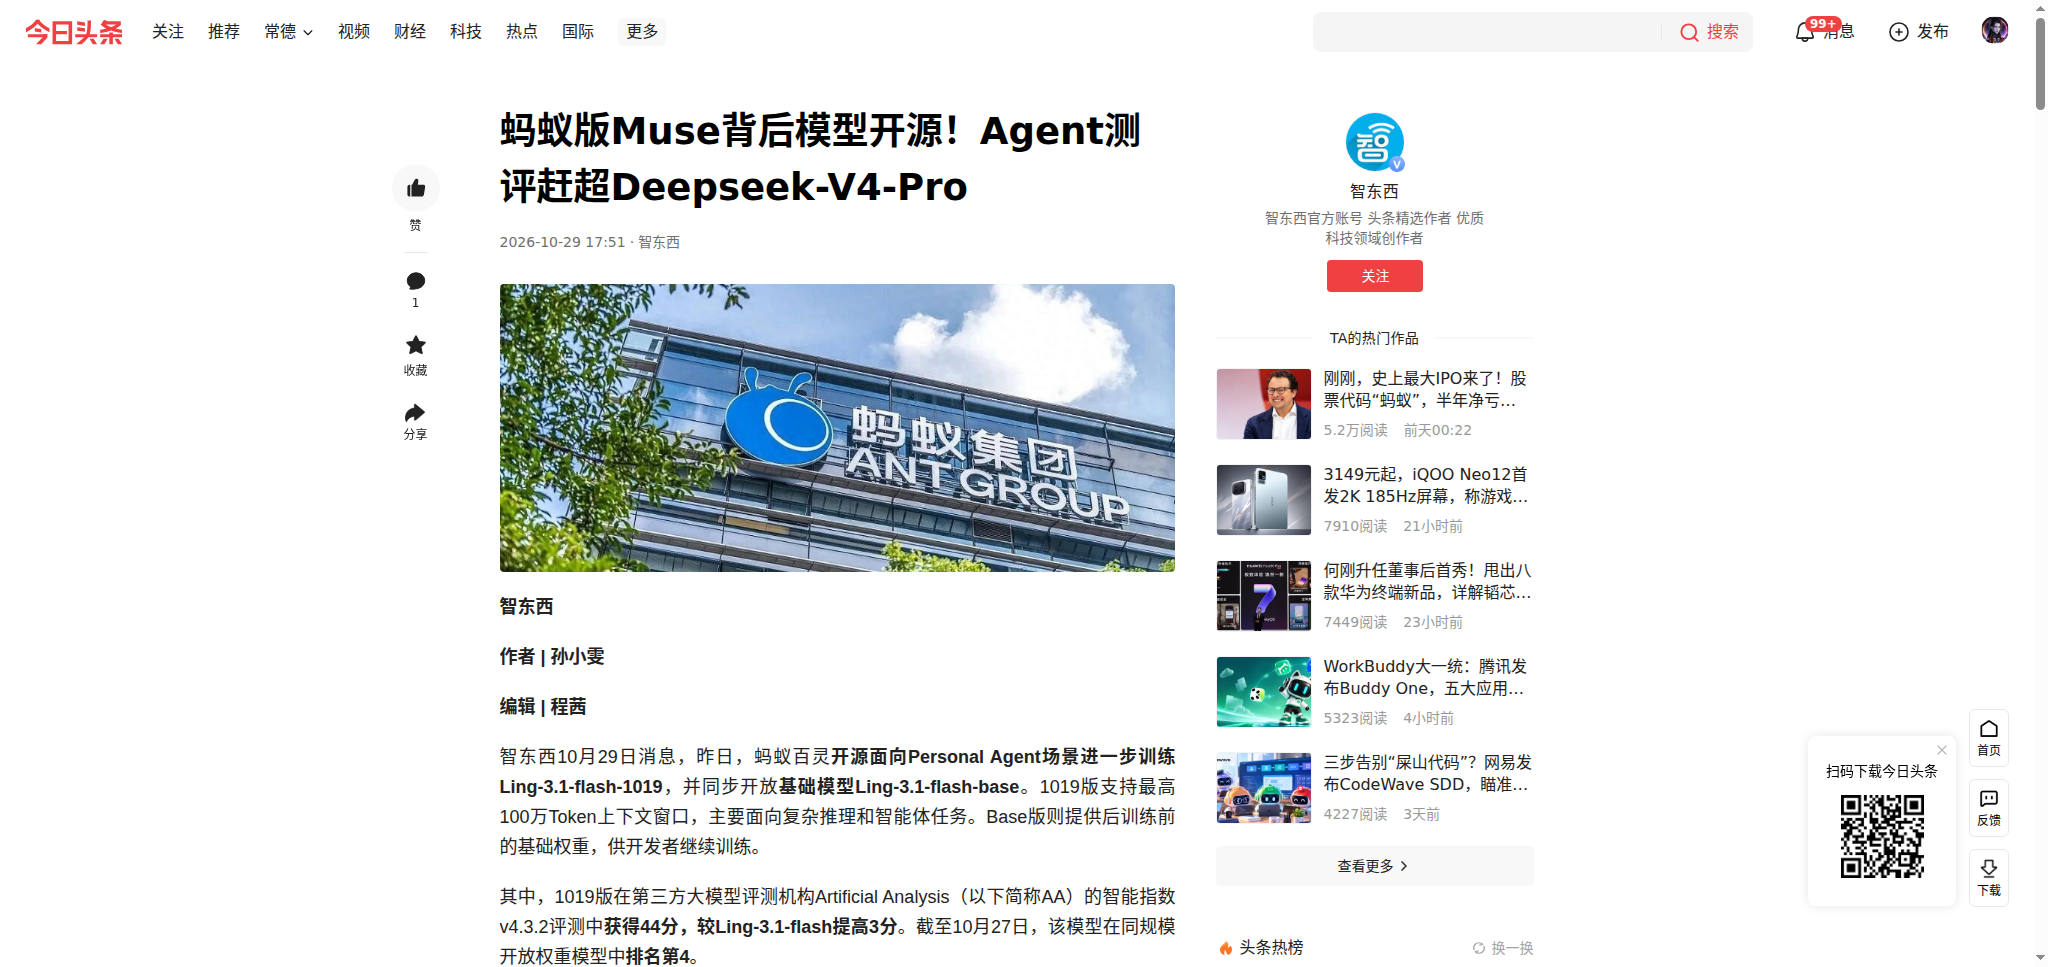 今日头条
关注
推荐
常德
视频
财经
科技
热点
国际
更多
搜索
99+
消息
发布
蚂蚁版Muse背后模型开源！Agent测
评赶超Deepseek-V4-Pro
2026-10-29 17:51 · 智东西
赞
1
收藏
分享
蚂蚁集团
ANT GROUP
智东西
作者 | 孙小雯
编辑 | 程茜
智东西10月29日消息，昨日，蚂蚁百灵开源面向Personal Agent场景进一步训练
Ling-3.1-flash-1019，并同步开放基础模型Ling-3.1-flash-base。1019版支持最高
100万Token上下文窗口，主要面向复杂推理和智能体任务。Base版则提供后训练前
的基础权重，供开发者继续训练。
其中，1019版在第三方大模型评测机构Artificial Analysis（以下简称AA）的智能指数
v4.3.2评测中获得44分，较Ling-3.1-flash提高3分。截至10月27日，该模型在同规模
开放权重模型中排名第4。
智
V
智东西
智东西官方账号 头条精选作者 优质
科技领域创作者
关注
TA的热门作品
刚刚，史上最大IPO来了！股
票代码“蚂蚁”，半年净亏...
5.2万阅读 前天00:22
3149元起，iQOO Neo12首
发2K 185Hz屏幕，称游戏...
7910阅读 21小时前
何刚升任董事后首秀！甩出八
款华为终端新品，详解韬芯...
7449阅读 23小时前
WorkBuddy大一统：腾讯发
布Buddy One，五大应用...
5323阅读 4小时前
三步告别“屎山代码”？网易发
布CodeWave SDD，瞄准...
4227阅读 3天前
查看更多
头条热榜
换一换
扫码下载今日头条
首页
反馈
下载